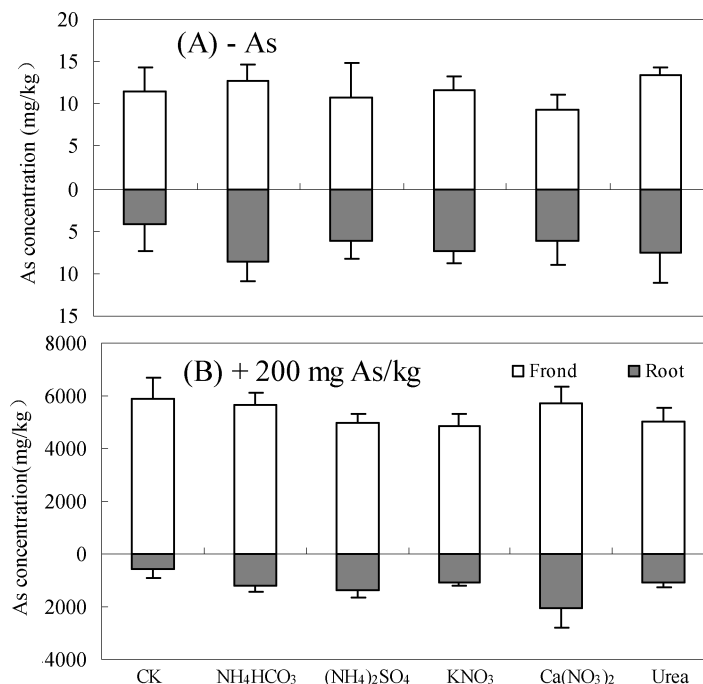 (A) - As
As concentration (mg/kg)
20
15
10
5
0
5
10
15
(B) + 200 mg As/kg
Frond
Root
As concentration(mg/kg)
8000
6000
4000
2000
0
2000
4000
CK
NH4HCO3
(NH4)2SO4
KNO3
Ca(NO3)2
Urea